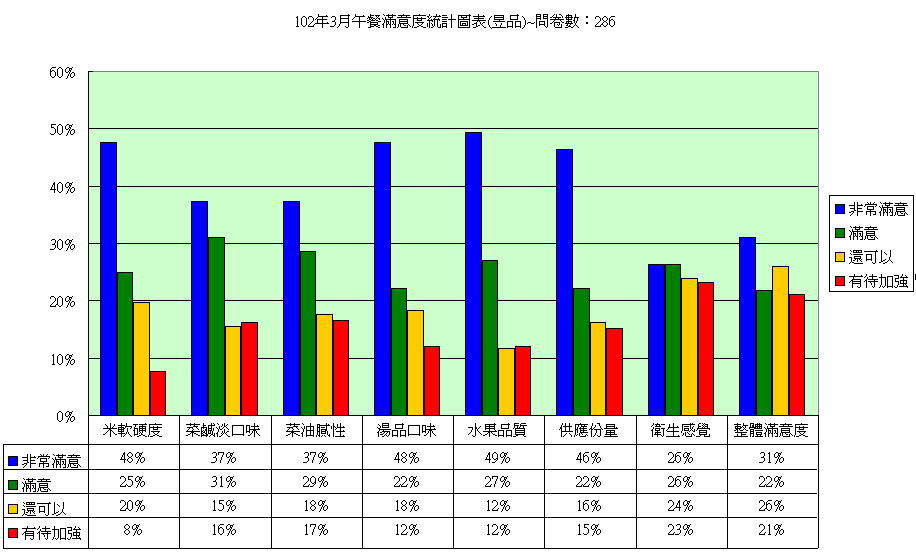 102年3月午餐滿意度統計圖表(昱品)~問卷數：286
60%
50%
40%
30%
20%
10%
0%
非常滿意
滿意
還可以
有待加強
米軟硬度 菜鹹淡口味 菜油膩性 湯品口味 水果品質 供應份量 衛生感覺 整體滿意度
非常滿意 48% 37% 37% 48% 49% 46% 26% 31%
滿意 25% 31% 29% 22% 27% 22% 26% 22%
還可以 20% 15% 18% 18% 12% 16% 24% 26%
有待加強 8% 16% 17% 12% 12% 15% 23% 21%